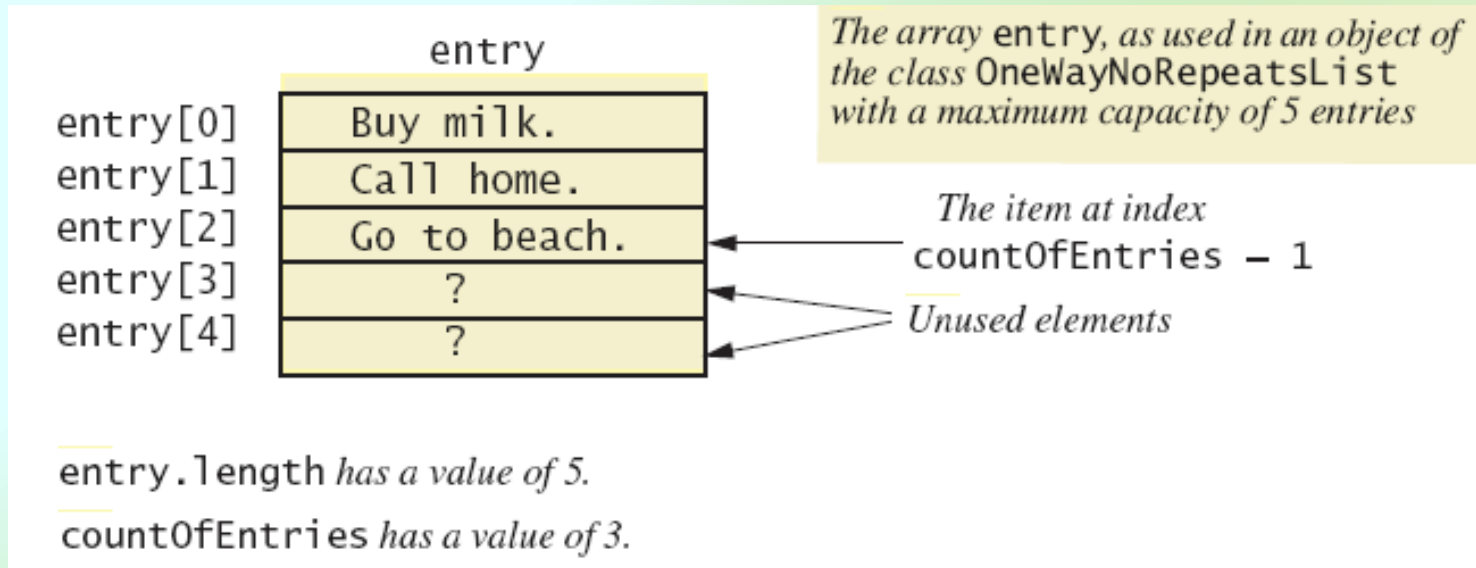 entry
The array entry, as used in an object of
the class OneWayNoRepeatsList
with a maximum capacity of 5 entries
entry[0] Buy milk.
entry[1] Call home.
entry[2] Go to beach.
entry[3] ?
entry[4] ?
The item at index
countOfEntries – 1
Unused elements
entry.length has a value of 5.
countOfEntries has a value of 3.